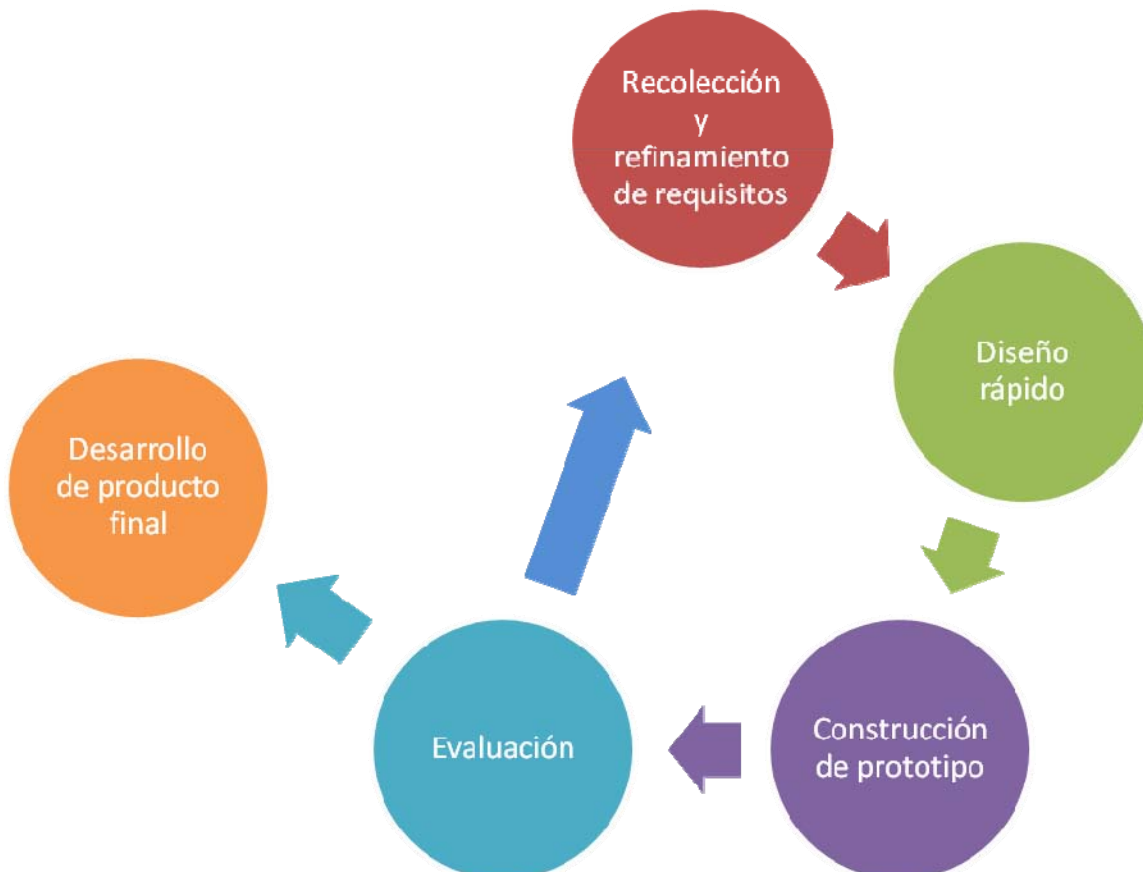 Recolección
y
refinamiento
de requisitos
Diseño
rápido
Construcción
de prototipo
Evaluación
Desarrollo
de producto
final